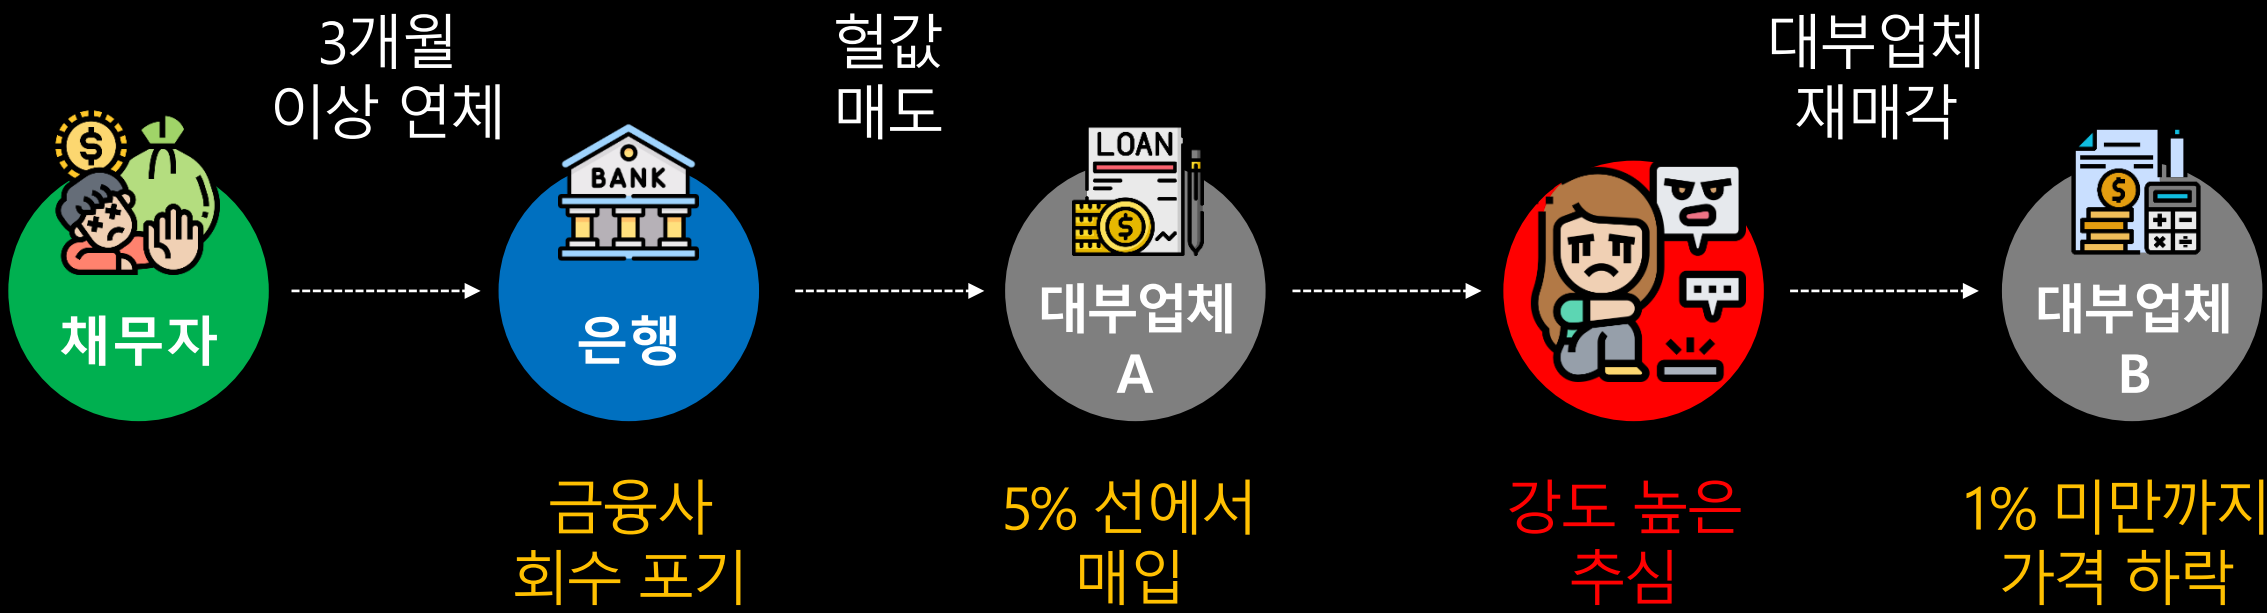 3개월
이상 연체
헐값
매도
대부업체
재매각
BANK
LOAN
채무자
은행
대부업체
A
대부업체
B
금융사
회수 포기
5% 선에서
매입
강도 높은
추심
1% 미만까지
가격 하락